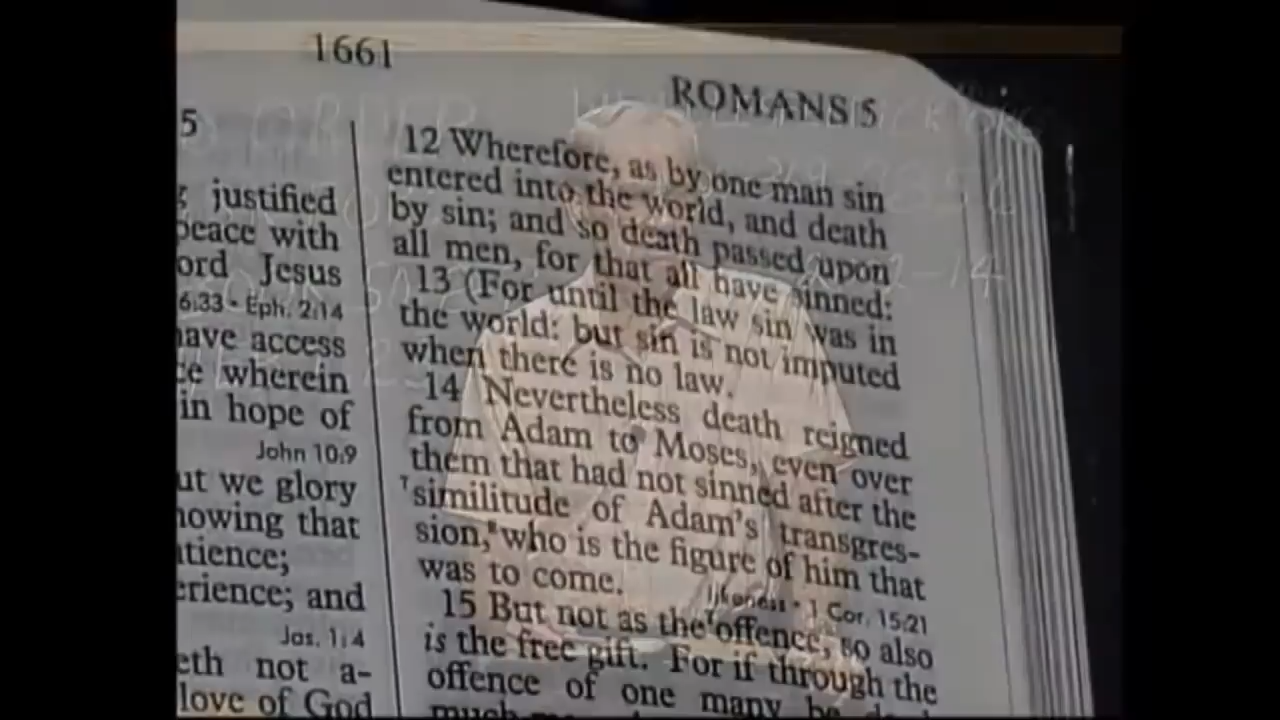 1661
ROMANS 5
5
justified
peace with
ord Jesus
6:33 • Eph. 2:14
have access
ce wherein
in hope of
John 10:9
ut we glory
nowing that
tience;
erience; and
Jas. 1:4
eth not a-
love of God
12 Wherefore, as by one man sin
entered into the world, and death
by sin; and so death passed upon
all men, for that all have sinned:
13 (For until the law sin was in
the world: but sin is not imputed
when there is no law.
14 Nevertheless death reigned
from Adam to Moses, even over
them that had not sinned after the
similitude of Adam's transgres-
sion, who is the figure of him that
was to come.
likeness • 1 Cor. 15:21
15 But not as the offence, so also
is the free gift. For if through the
offence of one many be
ORDER
2-14